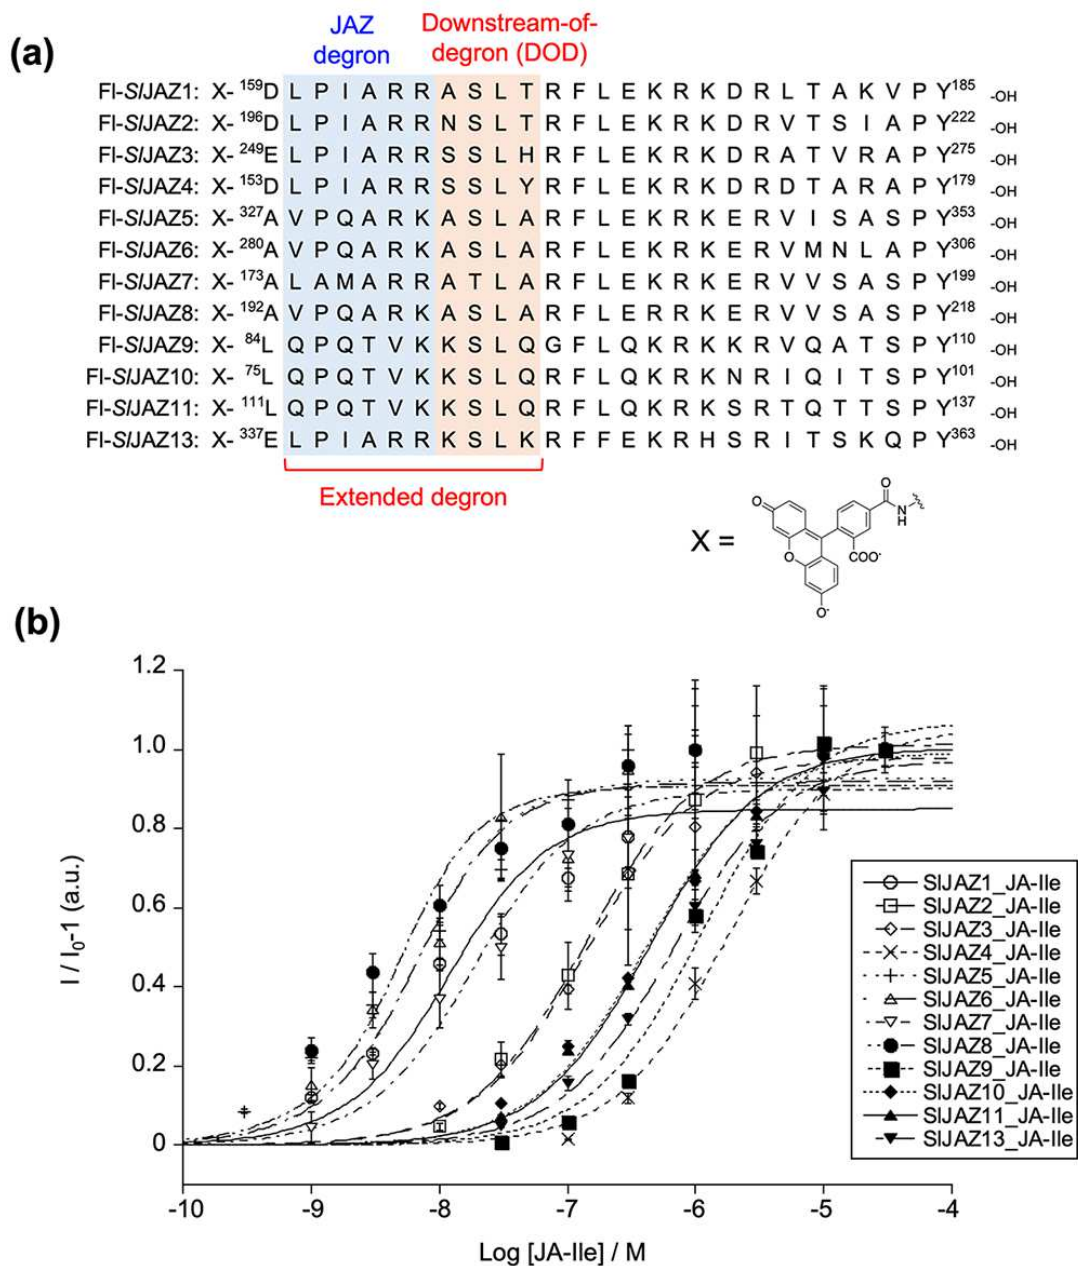 (a)
JAZ
degron
Downstream-of-
degron (DOD)
Fl-SlJAZ1: X- 159D L P I A R R A S L T R F L E K R K D R L T A K V P Y185 -OH
Fl-SlJAZ2: X- 196D L P I A R R N S L T R F L E K R K D R V T S I A P Y222 -OH
Fl-SlJAZ3: X- 249E L P I A R R S S L H R F L E K R K D R A T V R A P Y275 -OH
Fl-SlJAZ4: X- 153D L P I A R R S S L Y R F L E K R K D R D T A R A P Y179 -OH
Fl-SlJAZ5: X- 327A V P Q A R K A S L A R F L E K R K E R V I S A S P Y353 -OH
Fl-SlJAZ6: X- 280A V P Q A R K A S L A R F L E K R K E R V M N L A P Y306 -OH
Fl-SlJAZ7: X- 173A L A M A R R A T L A R F L E K R K E R V V S A S P Y199 -OH
Fl-SlJAZ8: X- 192A V P Q A R K A S L A R F L E R R K E R V V S A S P Y218 -OH
Fl-SlJAZ9: X- 84L Q P Q T V K K S L Q G F L Q K R K K R V Q A T S P Y110 -OH
Fl-SlJAZ10: X- 75L Q P Q T V K K S L Q R F L Q K R K N R I Q I T S P Y101 -OH
Fl-SlJAZ11: X- 111L Q P Q T V K K S L Q R F L Q K R K S R T Q T T S P Y137 -OH
Fl-SlJAZ13: X- 337E L P I A R R K S L K R F F E K R H S R I T S K Q P Y363 -OH
Extended degron
X =
O
O
O-
COO-
O
N
H
(b)
I / I0-1 (a.u.)
1.2
1.0
0.8
0.6
0.4
0.2
0
-10 -9 -8 -7 -6 -5 -4
Log [JA-Ile] / M
SlJAZ1_JA-Ile
SlJAZ2_JA-Ile
SlJAZ3_JA-Ile
SlJAZ4_JA-Ile
SlJAZ5_JA-Ile
SlJAZ6_JA-Ile
SlJAZ7_JA-Ile
SlJAZ8_JA-Ile
SlJAZ9_JA-Ile
SlJAZ10_JA-Ile
SlJAZ11_JA-Ile
SlJAZ13_JA-Ile